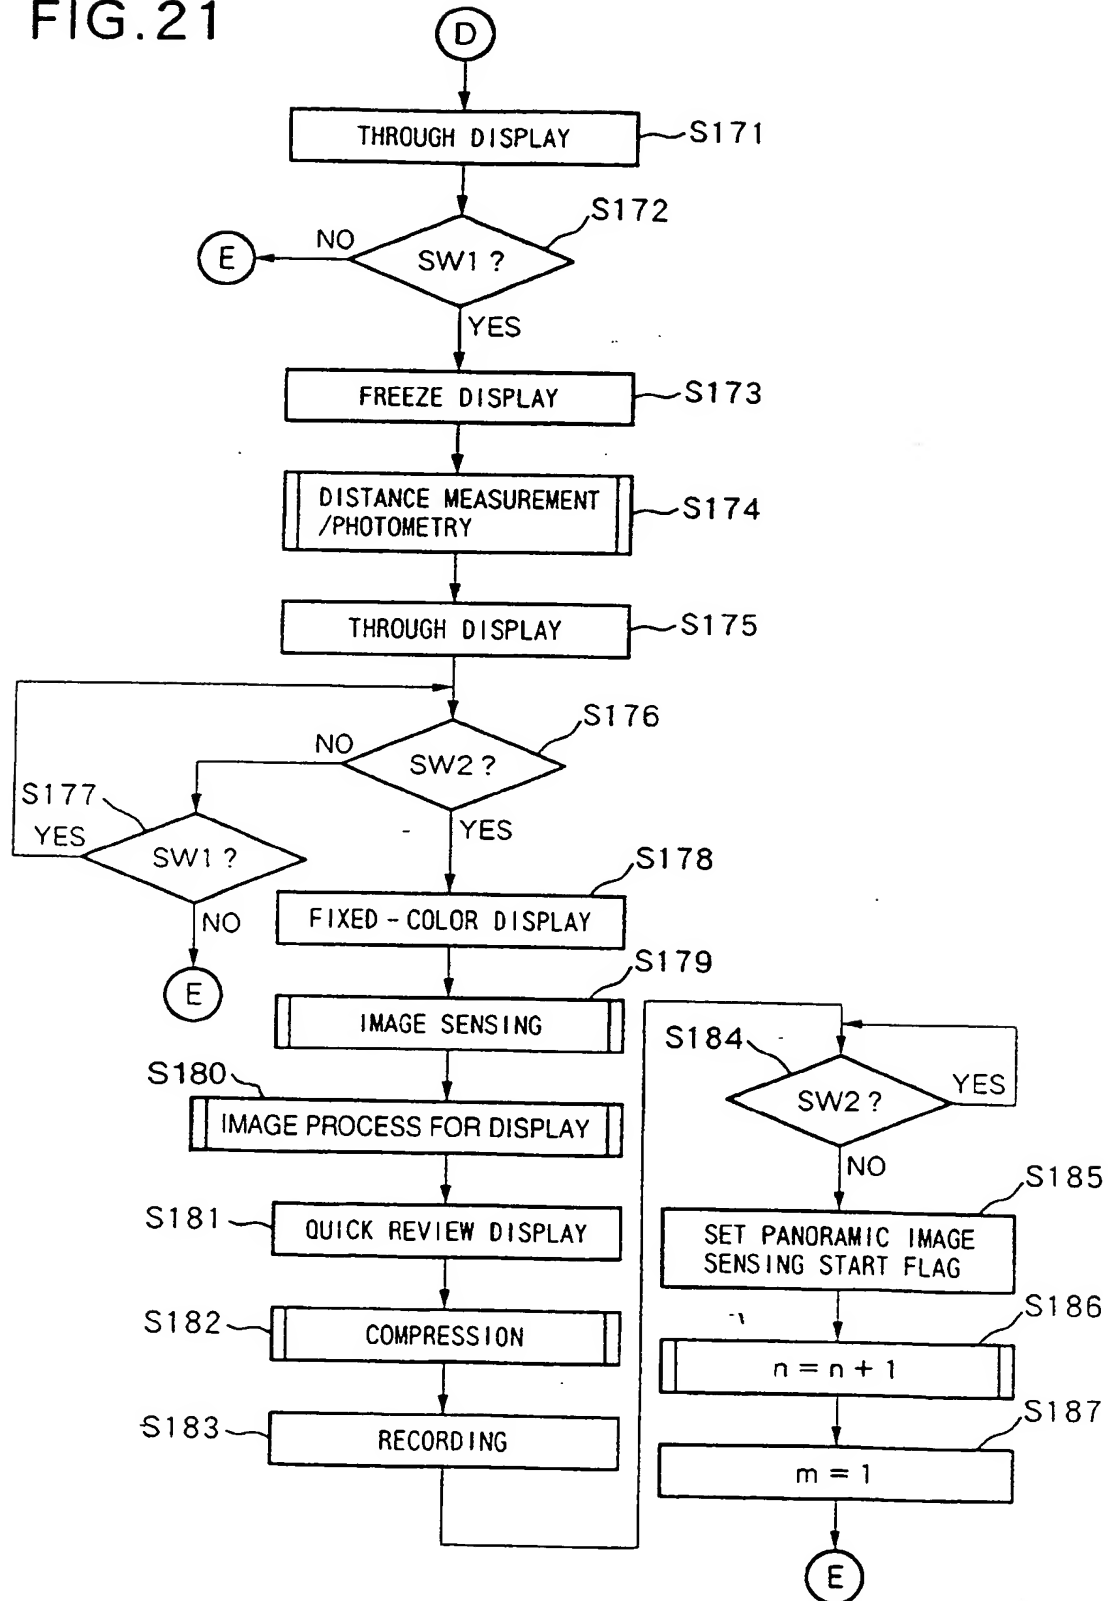 FIG.21
D
THROUGH DISPLAY
S171
S172
SW1 ?
NO
E
YES
FREEZE DISPLAY
S173
DISTANCE MEASUREMENT
/PHOTOMETRY
S174
THROUGH DISPLAY
S175
S176
SW2 ?
NO
S177
YES
SW1 ?
NO
E
YES
S178
FIXED-COLOR DISPLAY
S179
IMAGE SENSING
S180
IMAGE PROCESS FOR DISPLAY
S181
QUICK REVIEW DISPLAY
S182
COMPRESSION
S183
RECORDING
S184
SW2 ?
YES
NO
S185
SET PANORAMIC IMAGE
SENSING START FLAG
S186
n = n + 1
S187
m = 1
E